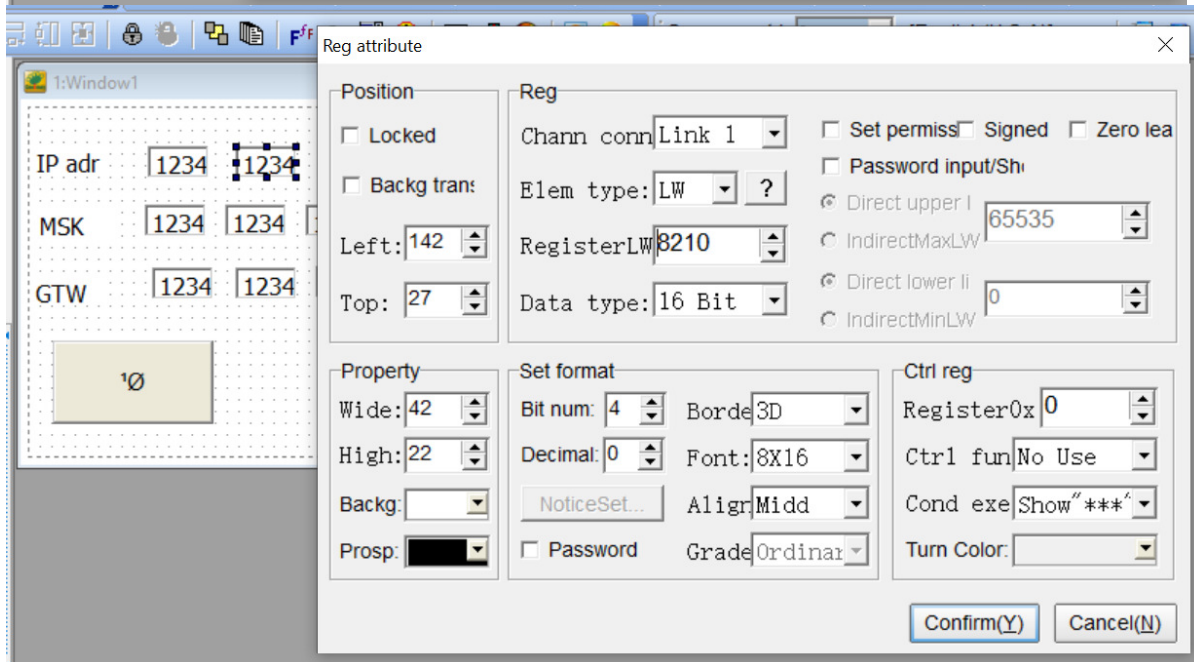 Reg attribute
1:Window1
IP adr 1234 1234
MSK 1234 1234
GTW 1234 1234
¹Ø
Position
Locked
Backg trans
Left: 142
Top: 27
Reg
Chann conn Link 1
Elem type: LW ?
RegisterLW 8210
Data type: 16 Bit
Set permiss Signed Zero lea
Password input/Sho
Direct upper l 65535
IndirectMaxLW
Direct lower li 0
IndirectMinLW
Property
Wide: 42
High: 22
Backg:
Prosp:
Set format
Bit num: 4
Decimal: 0
NoticeSet...
Password
Borde 3D
Font: 8X16
Align Midd
Grade Ordinar
Ctrl reg
Register0x 0
Ctrl fun No Use
Cond exe Show"***"
Turn Color:
Confirm(Y) Cancel(N)